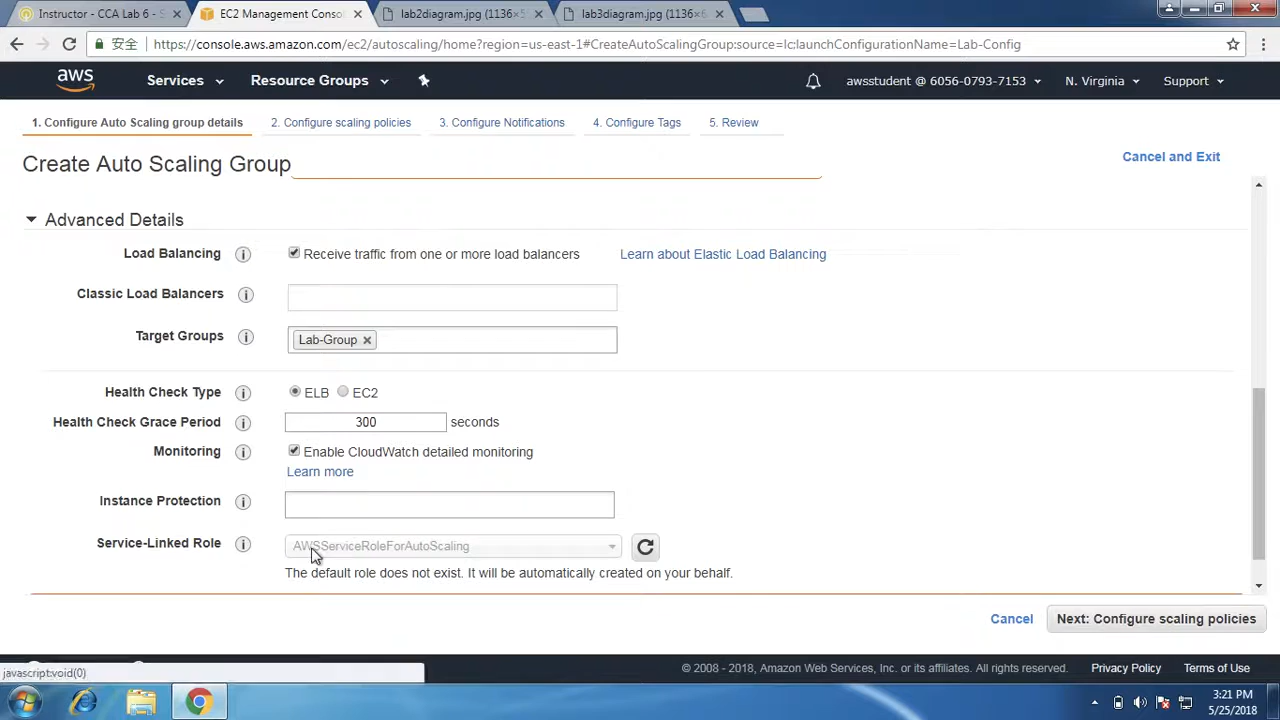 Instructor - CCA Lab 6 - S
EC2 Management Conso
lab2diagram.jpg (1136×5
lab3diagram.jpg (1136×6
安全 https://console.aws.amazon.com/ec2/autoscaling/home?region=us-east-1#CreateAutoScalingGroup:source=lc;launchConfigurationName=Lab-Config
aws Services Resource Groups awsstudent @ 6056-0793-7153 N. Virginia Support
1. Configure Auto Scaling group details 2. Configure scaling policies 3. Configure Notifications 4. Configure Tags 5. Review
Create Auto Scaling Group
Cancel and Exit
Advanced Details
Load Balancing i Receive traffic from one or more load balancers Learn about Elastic Load Balancing
Classic Load Balancers i
Target Groups i Lab-Group ×
Health Check Type i ELB EC2
Health Check Grace Period i 300 seconds
Monitoring i Enable CloudWatch detailed monitoring
Learn more
Instance Protection i
Service-Linked Role i AWSServiceRoleForAutoScaling
The default role does not exist. It will be automatically created on your behalf.
Cancel Next: Configure scaling policies
javascript:void(0)
© 2008 - 2018, Amazon Web Services, Inc. or its affiliates. All rights reserved. Privacy Policy Terms of Use
3:21 PM
5/25/2018